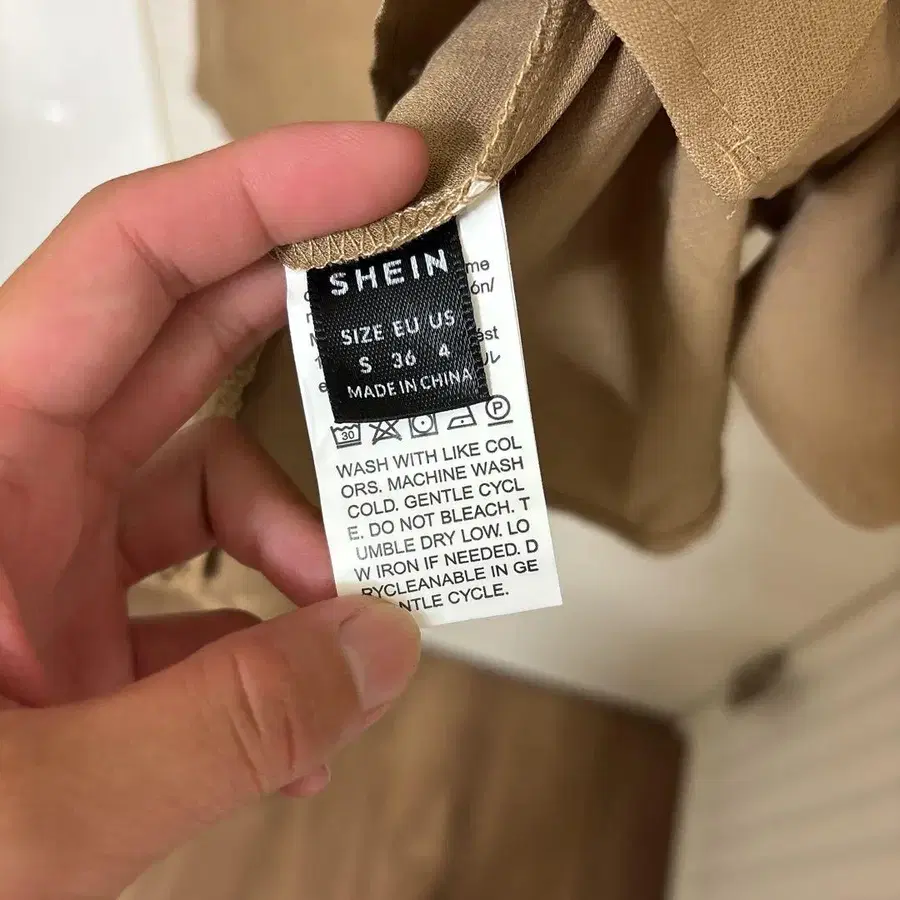 SHEIN
SIZE EU US
S 36 4
MADE IN CHINA
30
P
WASH WITH LIKE COL
ORS. MACHINE WASH
COLD. GENTLE CYCL
E. DO NOT BLEACH. T
UMBLE DRY LOW. LO
W IRON IF NEEDED. D
RYCLEANABLE IN GE
NTLE CYCLE.